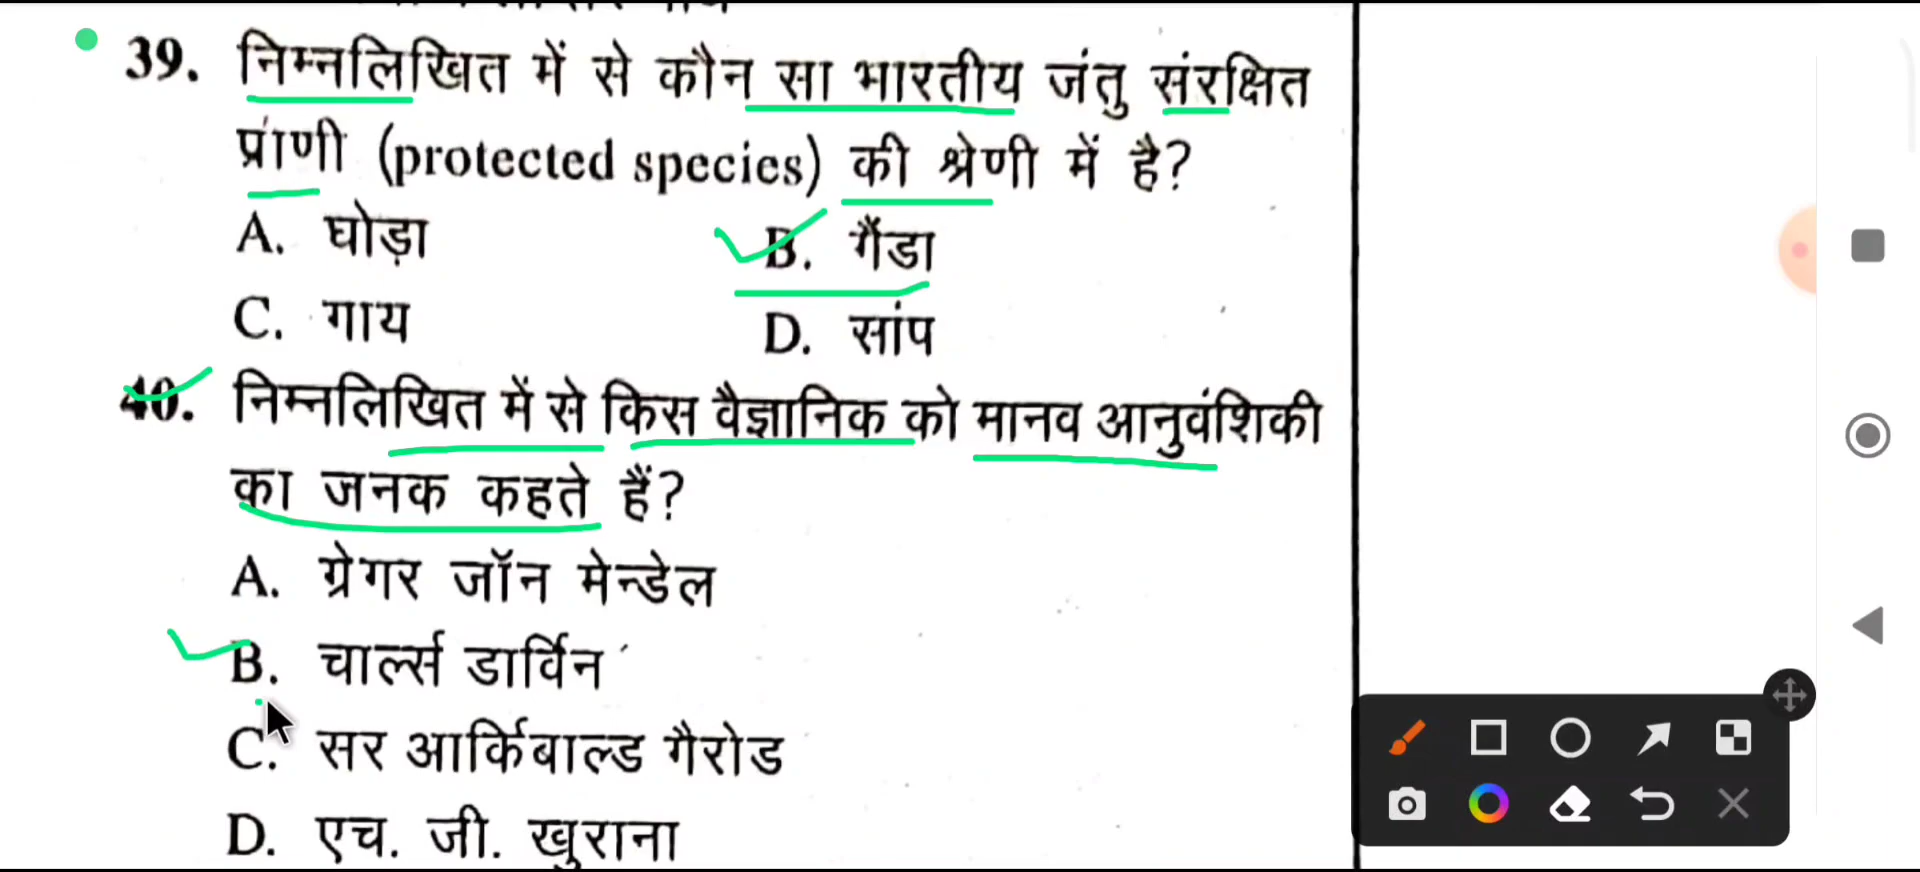 39. निम्नलिखित में से कौन सा भारतीय जंतु संरक्षित
प्राणी (protected species) की श्रेणी में है?
A. घोड़ा B. गैंडा
C. गाय D. सांप
40. निम्नलिखित में से किस वैज्ञानिक को मानव आनुवंशिकी
का जनक कहते हैं?
A. ग्रेगर जॉन मेन्डेल
B. चार्ल्स डार्विन
C. सर आर्किबाल्ड गैरोड
D. एच. जी. खुराना